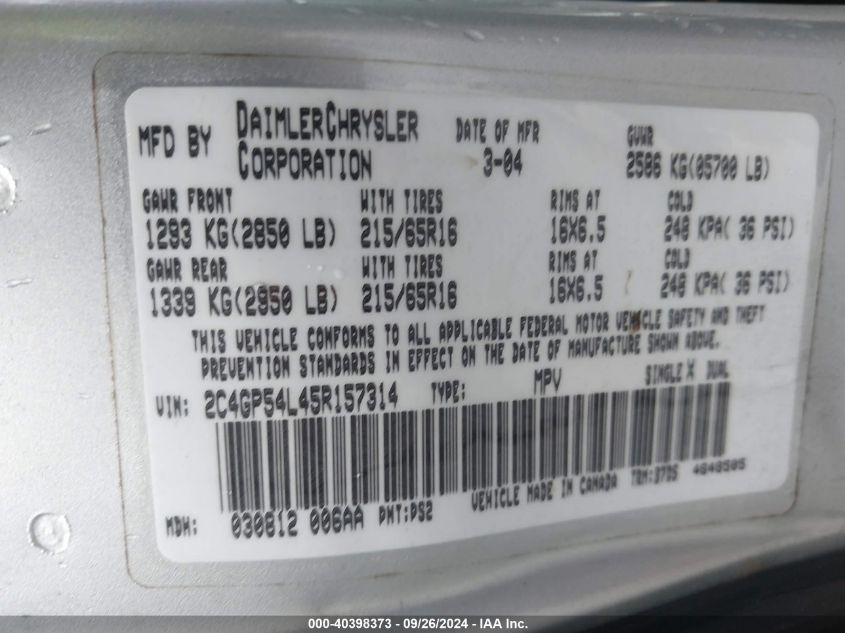 MFD BY DAIMLERCHRYSLER CORPORATION DATE OF MFR 3-04 GVWR 2586 KG(05700 LB)
GAWR FRONT WITH TIRES RIMS AT COLD
1293 KG(2850 LB) 215/65R16 16X6.5 248 KPA( 36 PSI)
GAWR REAR WITH TIRES RIMS AT COLD
1339 KG(2950 LB) 215/65R16 16X6.5 248 KPA( 36 PSI)
THIS VEHICLE CONFORMS TO ALL APPLICABLE FEDERAL MOTOR VEHICLE SAFETY AND THEFT
PREVENTION STANDARDS IN EFFECT ON THE DATE OF MANUFACTURE SHOWN ABOVE.
VIN: 2C4GP54L45R157314 TYPE: MPV SINGLE X DUAL
VEHICLE MADE IN CANADA TRM:D7DS 4648505
MDH: 030812 006AA PNT:PS2
000-40398373 - 09/26/2024 - IAA Inc.